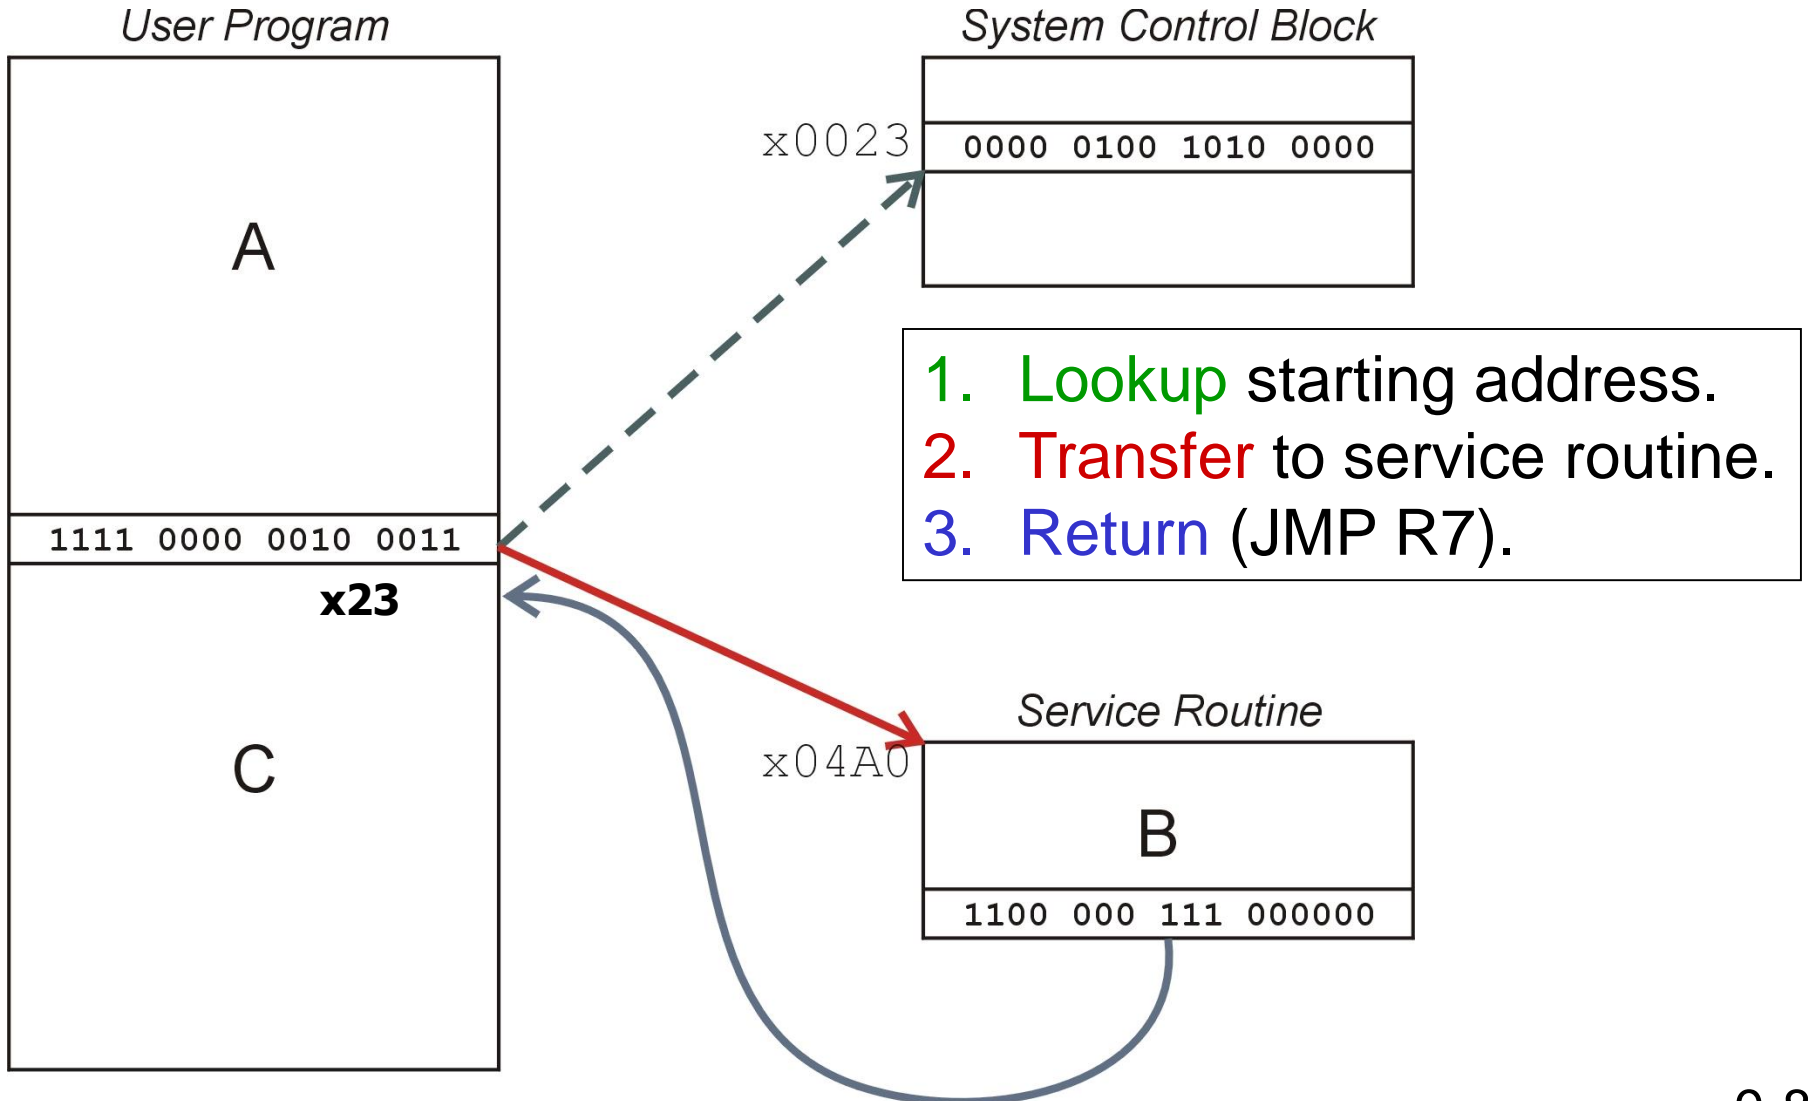 User Program
A
1111 0000 0010 0011
x23
C
System Control Block
x0023
0000 0100 1010 0000
1. Lookup starting address.
2. Transfer to service routine.
3. Return (JMP R7).
Service Routine
x04A0
B
1100 000 111 000000